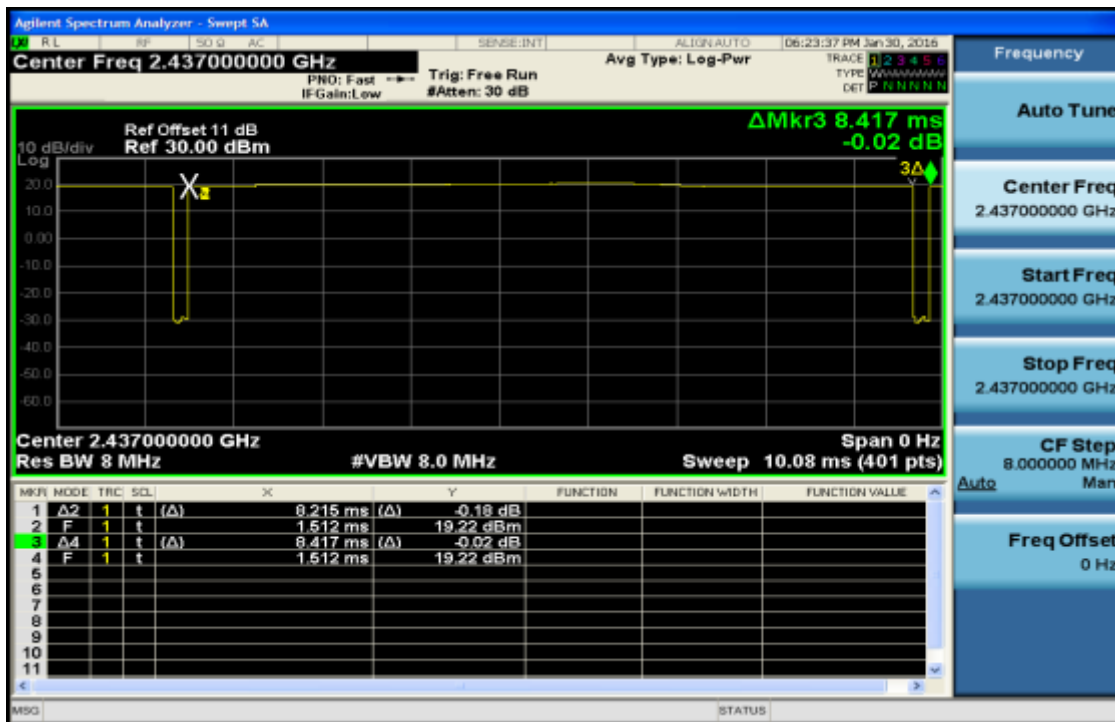 Agilent Spectrum Analyzer - Swept SA
RL RF 50 Ω AC SENSE:INT ALIGNAUTO 06:23:37 PM Jan 30, 2016
Center Freq 2.437000000 GHz
PNO: Fast
IFGain:Low
Trig: Free Run
#Atten: 30 dB
Avg Type: Log-Pwr
TRACE 1 2 3 4 5 6
TYPE
DET P N N N N N
Frequency
Auto Tune
Center Freq
2.437000000 GHz
Start Freq
2.437000000 GHz
Stop Freq
2.437000000 GHz
CF Step
8.000000 MHz
Auto Man
Freq Offset
0 Hz
ΔMkr3 8.417 ms
-0.02 dB
Ref Offset 11 dB
10 dB/div Ref 30.00 dBm
Log
3Δ
20.0
10.0
0.00
-10.0
-20.0
-30.0
-40.0
-50.0
-60.0
Center 2.437000000 GHz Span 0 Hz
Res BW 8 MHz #VBW 8.0 MHz Sweep 10.08 ms (401 pts)
MKR MODE TRC SCL X Y FUNCTION FUNCTION WIDTH FUNCTION VALUE
1 Δ2 1 t (Δ) 8.215 ms (Δ) -0.18 dB
2 F 1 t 1.512 ms 19.22 dBm
3 Δ4 1 t (Δ) 8.417 ms (Δ) -0.02 dB
4 F 1 t 1.512 ms 19.22 dBm
5
6
7
8
9
10
11
MSG STATUS